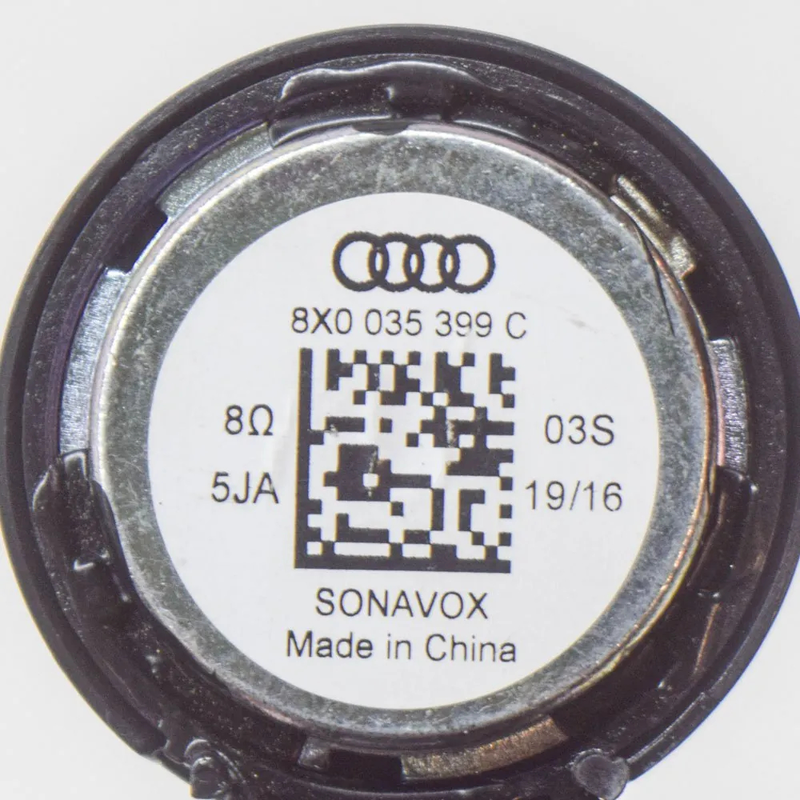 8X0 035 399 C
8Ω 03S
5JA 19/16
SONAVOX
Made in China